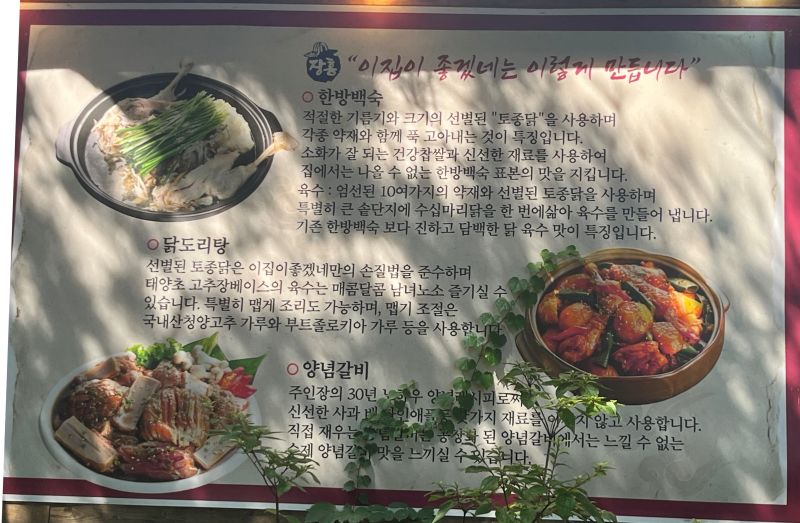 장흥 "이집이 좋겠네는 이렇게 만듭니다"
한방백숙
적절한 기름기와 크기의 선별된 "토종닭"을 사용하며
각종 약재와 함께 푹 고아내는 것이 특징입니다.
소화가 잘 되는 건강찹쌀과 신선한 재료를 사용하여
집에서는 나올 수 없는 한방백숙 표본의 맛을 지킵니다.
육수 : 엄선된 10여가지의 약재와 선별된 토종닭을 사용하며
특별히 큰 솥단지에 수십마리닭을 한 번에삶아 육수를 만들어 냅니다.
기존 한방백숙 보다 진하고 담백한 닭 육수 맛이 특징입니다.
닭도리탕
선별된 토종닭은 이집이좋겠네만의 손질법을 준수하며
태양초 고추장베이스의 육수는 매콤달콤 남녀노소 즐기실 수
있습니다. 특별히 맵게 조리도 가능하며, 맵기 조절은
국내산청양고추 가루와 부트졸로키아 가루 등을 사용합니다.
양념갈비
주인장의 30년
신선한 사과 배 재료를 않고 사용합니다.
직접 재우는 된 양념갈비에서는 느낄 수 없는
수제 양념갈비 맛을 느끼실 수 있습니다.